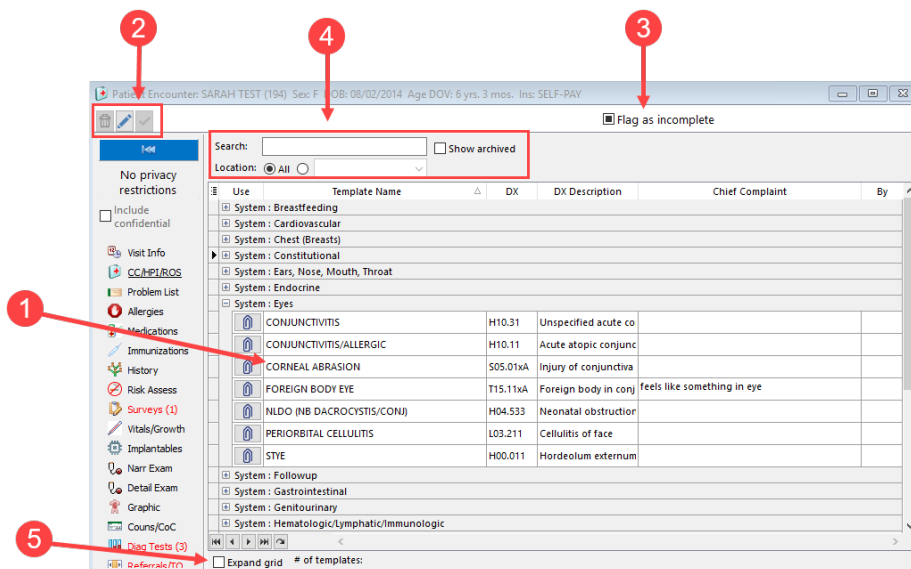 2
4
3
Patient Encounter: SARAH TEST (194) Sex: F DOB: 08/02/2014 Age DOV: 6 yrs. 3 mos. Ins: SELF-PAY
Flag as incomplete
Search:
Show archived
Location: All
No privacy
restrictions
Include
confidential
Visit Info
CC/HPI/ROS
Problem List
Allergies
Medications
Immunizations
History
Risk Assess
Surveys (1)
Vitals/Growth
Implantables
Narr Exam
Detail Exam
Graphic
Couns/CoC
Diag Tests (3)
Referrals/TO
1
5
Use Template Name DX DX Description Chief Complaint By
System : Breastfeeding
System : Cardiovascular
System : Chest (Breasts)
System : Constitutional
System : Ears, Nose, Mouth, Throat
System : Endocrine
System : Eyes
CONJUNCTIVITIS H10.31 Unspecified acute co
CONJUNCTIVITIS/ALLERGIC H10.11 Acute atopic conjunc
CORNEAL ABRASION S05.01xA Injury of conjunctiva
FOREIGN BODY EYE T15.11xA Foreign body in conj feels like something in eye
NLDO (NB DACROCYSTIS/CONJ) H04.533 Neonatal obstruction
PERIORBITAL CELLULITIS L03.211 Cellulitis of face
STYE H00.011 Hordeolum externum
System : Followup
System : Gastrointestinal
System : Genitourinary
System : Hematologic/Lymphatic/Immunologic
Expand grid # of templates: